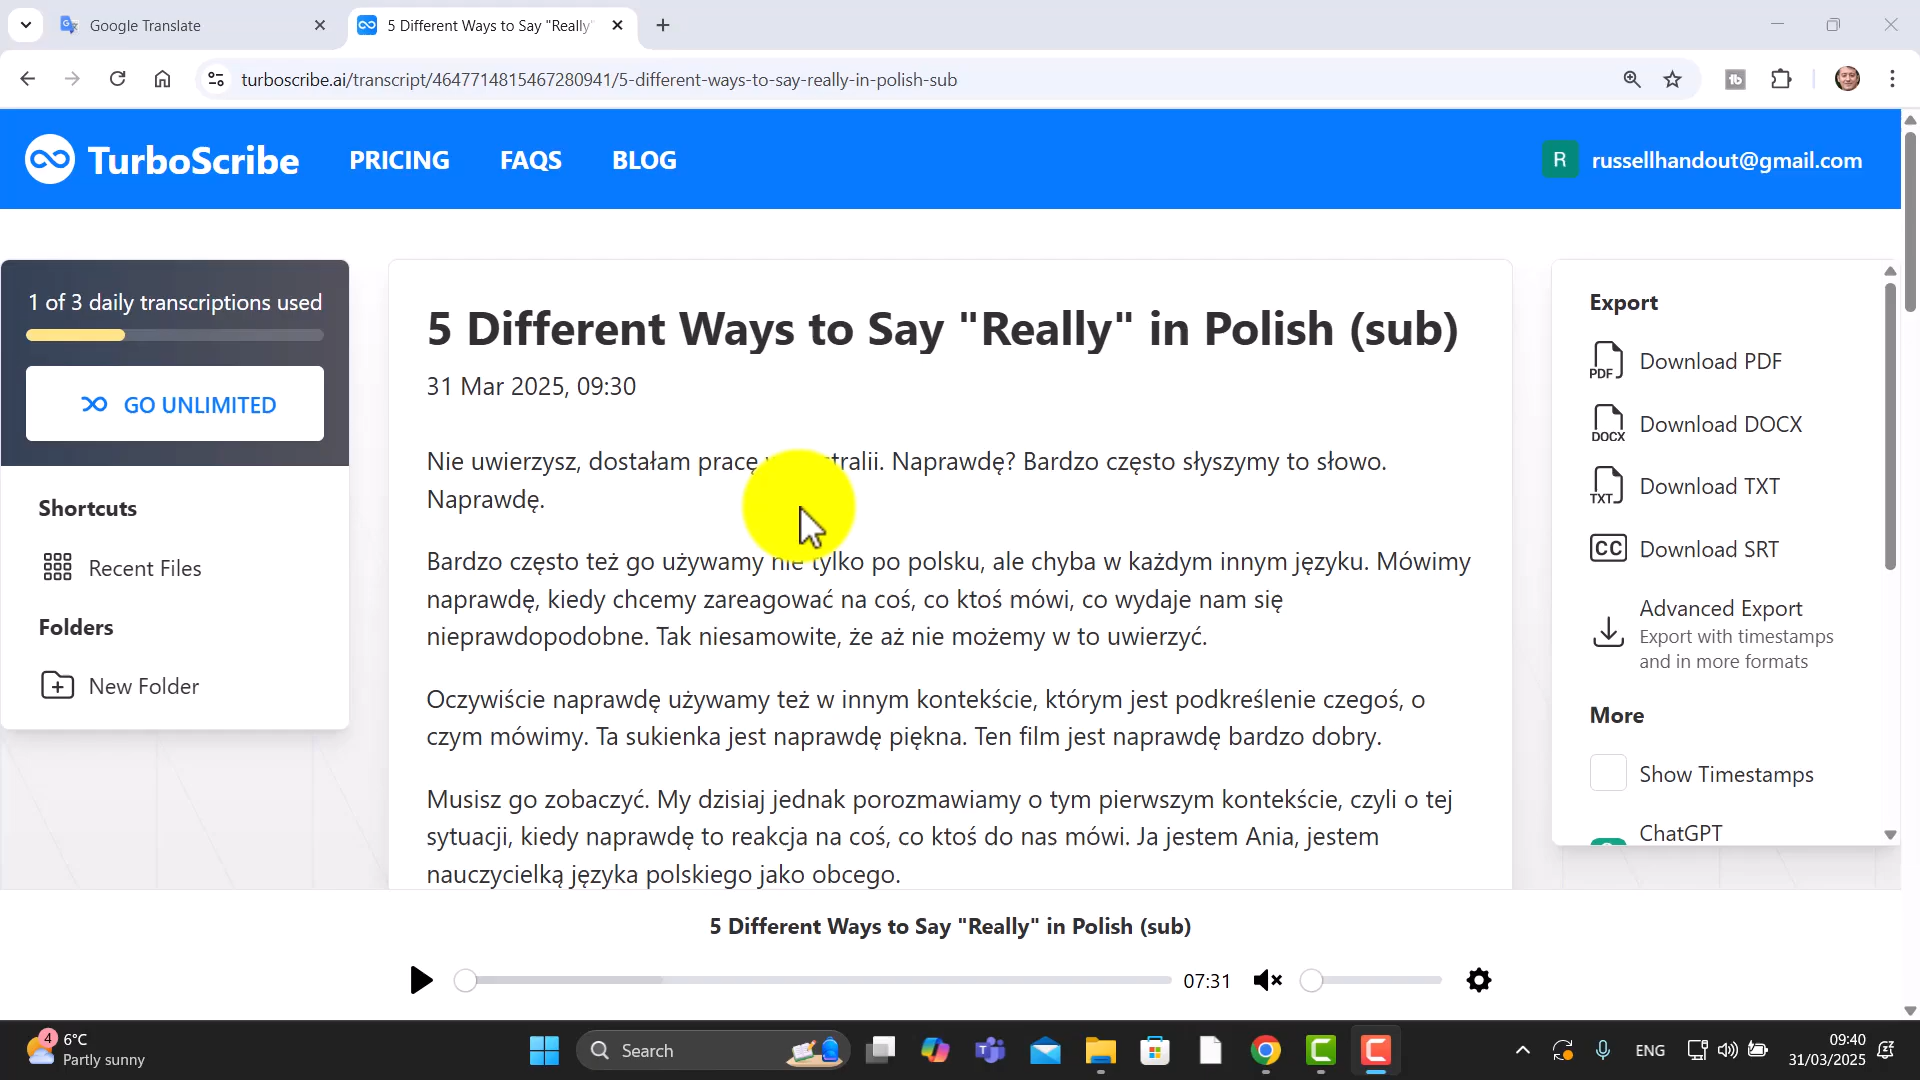 Google Translate
5 Different Ways to Say "Really"
turboscribe.ai/transcript/4647714815467280941/5-different-ways-to-say-really-in-polish-sub
TurboScribe
PRICING
FAQS
BLOG
R
russellhandout@gmail.com
1 of 3 daily transcriptions used
GO UNLIMITED
Shortcuts
Recent Files
Folders
New Folder
5 Different Ways to Say "Really" in Polish (sub)
31 Mar 2025, 09:30
Nie uwierzysz, dostałam pracę tralii. Naprawdę? Bardzo często słyszymy to słowo.
Naprawdę.
Bardzo często też go używamy nie tylko po polsku, ale chyba w każdym innym języku. Mówimy
naprawdę, kiedy chcemy zareagować na coś, co ktoś mówi, co wydaje nam się
nieprawdopodobne. Tak niesamowite, że aż nie możemy w to uwierzyć.
Oczywiście naprawdę używamy też w innym kontekście, którym jest podkreślenie czegoś, o
czym mówimy. Ta sukienka jest naprawdę piękna. Ten film jest naprawdę bardzo dobry.
Musisz go zobaczyć. My dzisiaj jednak porozmawiamy o tym pierwszym kontekście, czyli o tej
sytuacji, kiedy naprawdę to reakcja na coś, co ktoś do nas mówi. Ja jestem Ania, jestem
nauczycielką języka polskiego jako obcego.
Export
PDF
Download PDF
DOCX
Download DOCX
TXT
Download TXT
CC
Download SRT
Advanced Export
Export with timestamps
and in more formats
More
Show Timestamps
ChatGPT
5 Different Ways to Say "Really" in Polish (sub)
07:31
4
6°C
Partly sunny
Search
ENG
09:40
31/03/2025